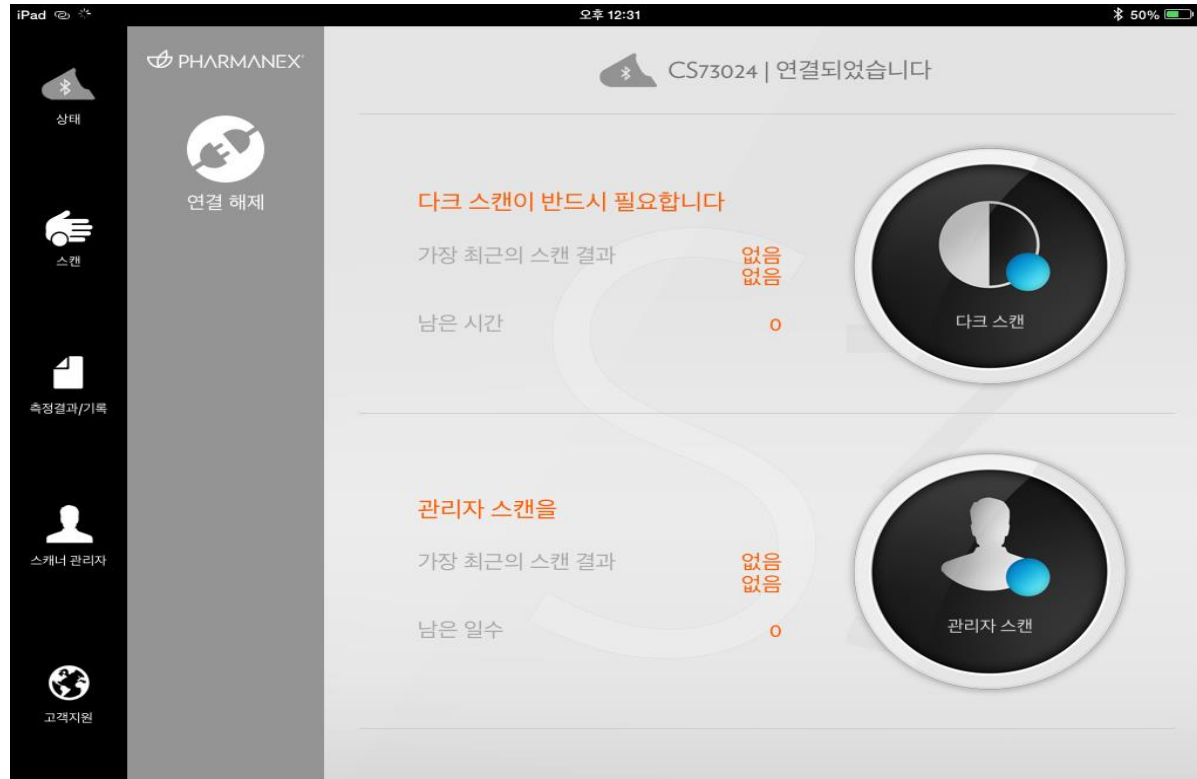 iPad 오후 12:31 50%
상태
스캔
측정결과/기록
스캐너 관리자
고객지원
PHARMANEX
연결 해제
CS73024 | 연결되었습니다
다크 스캔이 반드시 필요합니다
가장 최근의 스캔 결과 없음
없음
남은 시간 0
다크 스캔
관리자 스캔을
가장 최근의 스캔 결과 없음
없음
남은 일수 0
관리자 스캔